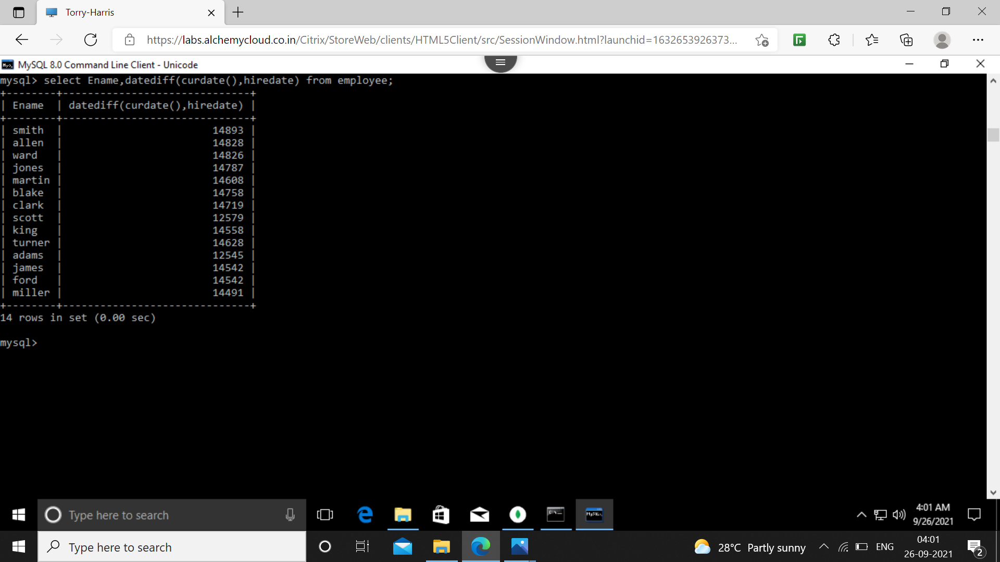 Torry-Harris
https://labs.alchemycloud.co.in/Citrix/StoreWeb/clients/HTML5Client/src/SessionWindow.html?launchid=1632653926373...
MySQL 8.0 Command Line Client - Unicode
mysql> select Ename,datediff(curdate(),hiredate) from employee;
+--------+------------------------------+
| Ename  | datediff(curdate(),hiredate) |
+--------+------------------------------+
| smith  |                        14893 |
| allen  |                        14828 |
| ward   |                        14826 |
| jones  |                        14787 |
| martin |                        14608 |
| blake  |                        14758 |
| clark  |                        14719 |
| scott  |                        12579 |
| king   |                        14558 |
| turner |                        14628 |
| adams  |                        12545 |
| james  |                        14542 |
| ford   |                        14542 |
| miller |                        14491 |
+--------+------------------------------+
14 rows in set (0.00 sec)
mysql>
Type here to search
4:01 AM
9/26/2021
Type here to search
28°C Partly sunny
ENG
04:01
26-09-2021
2